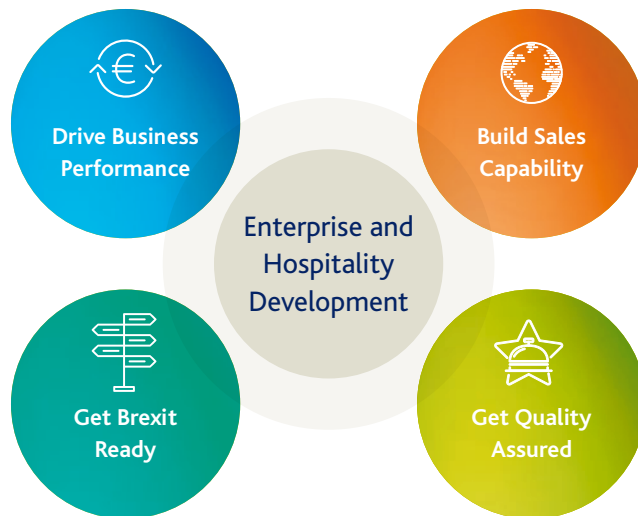 Drive Business
Performance
Build Sales
Capability
Enterprise and
Hospitality
Development
Get Brexit
Ready
Get Quality
Assured